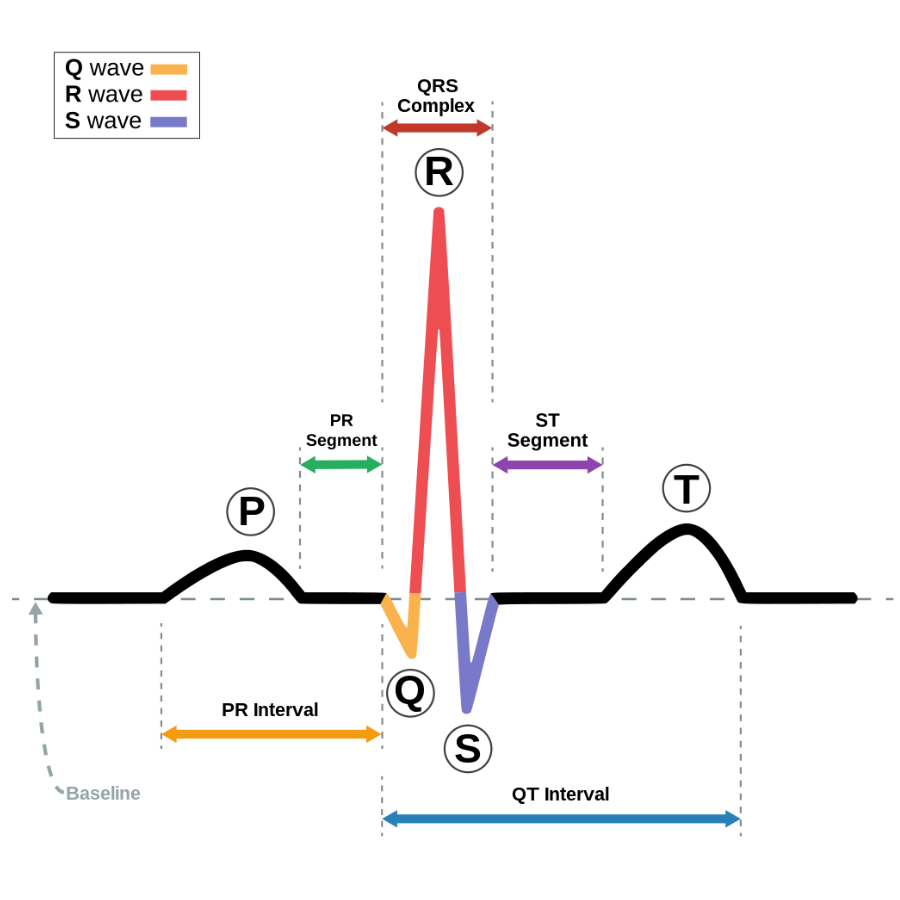 Q wave
R wave
S wave
QRS
Complex
R
PR
Segment
ST
Segment
P
T
Q
S
PR Interval
Baseline
QT Interval